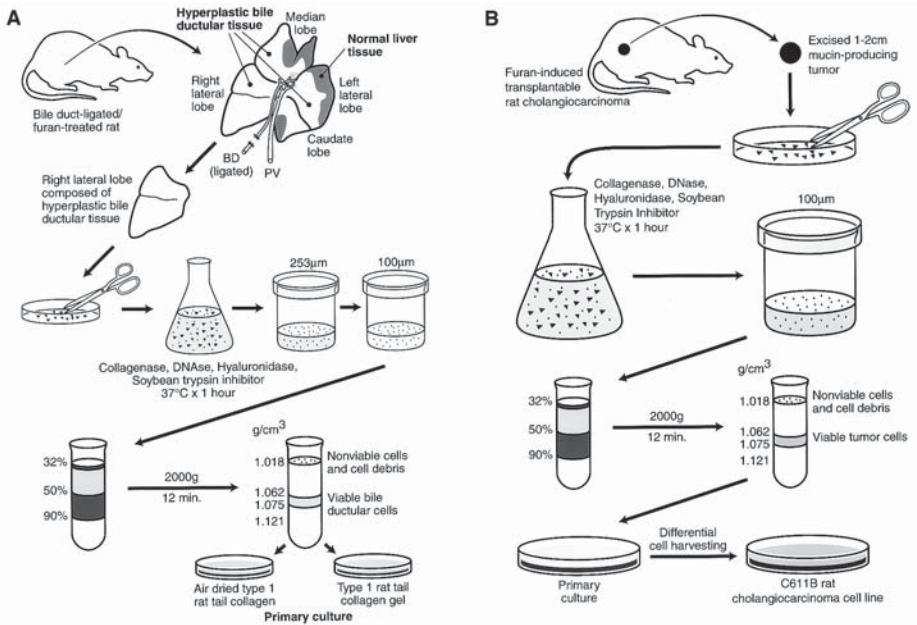 A
Hyperplastic bile
ductular tissue
Median
lobe
Normal liver
tissue
Right
lateral
lobe
Left
lateral
lobe
Bile duct-ligated/
furan-treated rat
Caudate
lobe
BD
(ligated)
PV
Right lateral lobe
composed of
hyperplastic bile
ductular tissue
253µm
100µm
Collagenase, DNAse, Hyaluronidase,
Soybean trypsin inhibitor
37°C x 1 hour
32%
50%
90%
2000g
12 min.
g/cm³
1.018
1.062
1.075
1.121
Nonviable cells
and cell debris
Viable bile
ductular cells
Air dried type 1
rat tail collagen
Type 1 rat tail
collagen gel
Primary culture
B
Furan-induced
transplantable
rat cholangiocarcinoma
Excised 1-2cm
mucin-producing
tumor
Collagenase, DNase,
Hyaluronidase, Soybean
Trypsin Inhibitor
37°C x 1 hour
100µm
32%
50%
90%
2000g
12 min.
g/cm³
1.018
1.062
1.075
1.121
Nonviable cells
and cell debris
Viable tumor cells
Primary
culture
Differential
cell harvesting
C611B rat
cholangiocarcinoma cell line